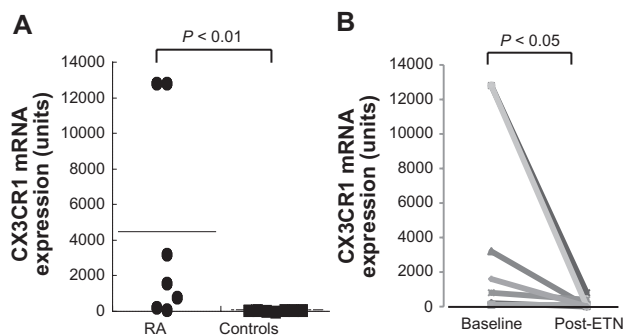 A
P < 0.01
CX3CR1 mRNA
expression (units)
14000
12000
10000
8000
6000
4000
2000
0
RA Controls
B
P < 0.05
CX3CR1 mRNA
expression (units)
14000
12000
10000
8000
6000
4000
2000
0
Baseline Post-ETN